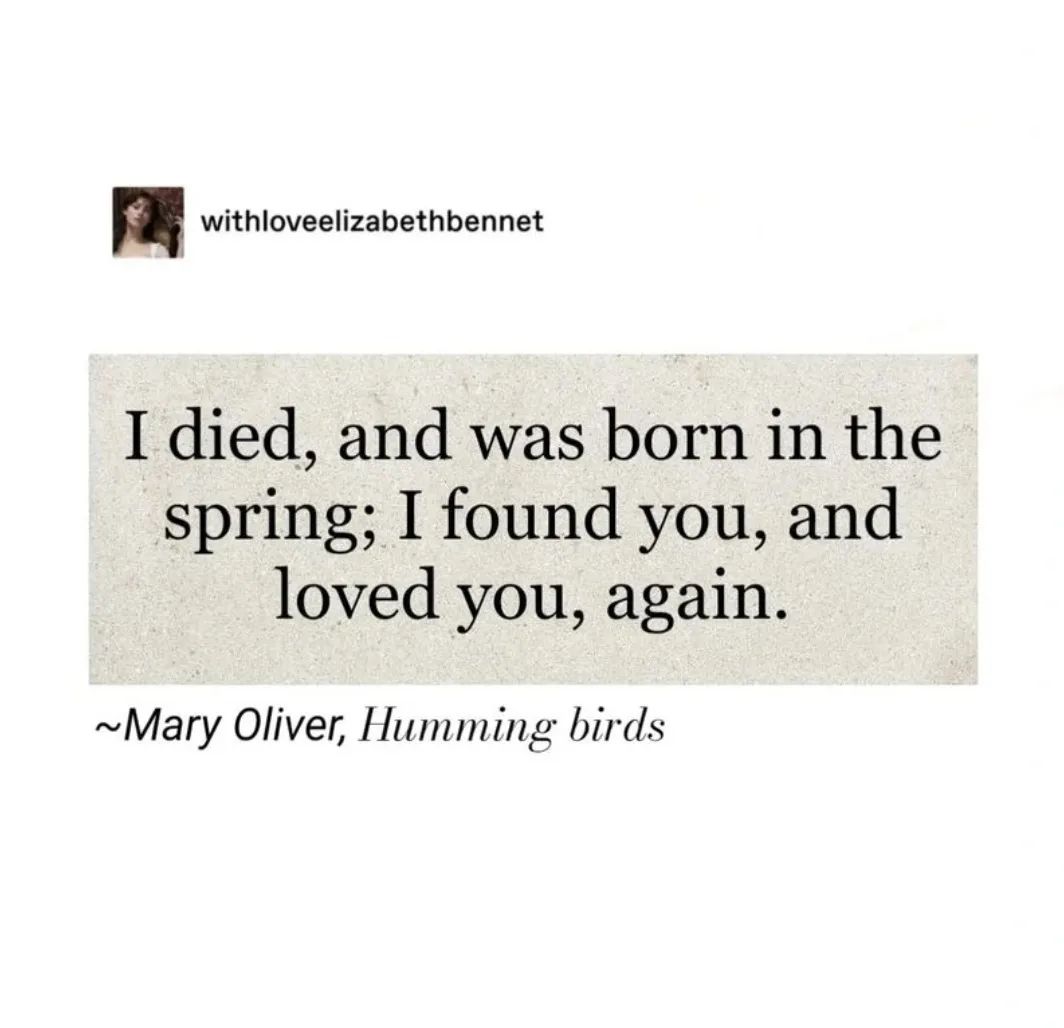 withloveelizabethbennet
I died, and was born in the
spring; I found you, and
loved you, again.
~Mary Oliver, Humming birds